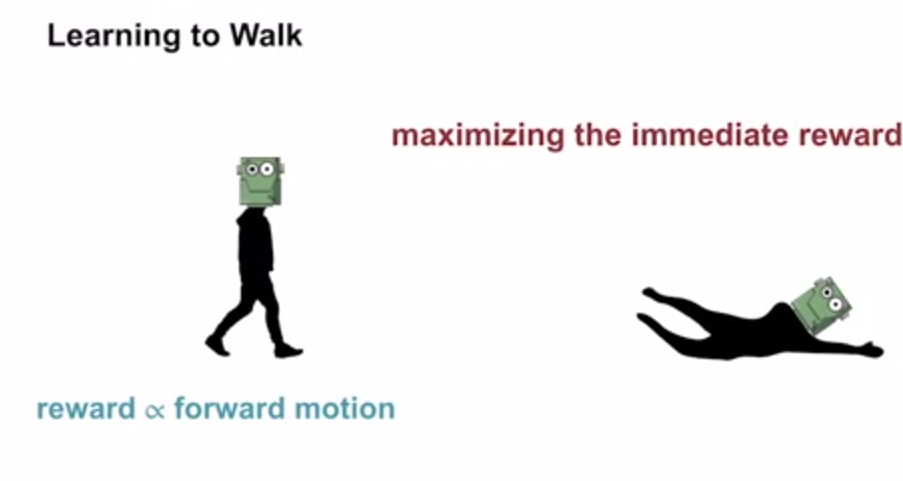 Learning to Walk
maximizing the immediate reward
reward ∝ forward motion